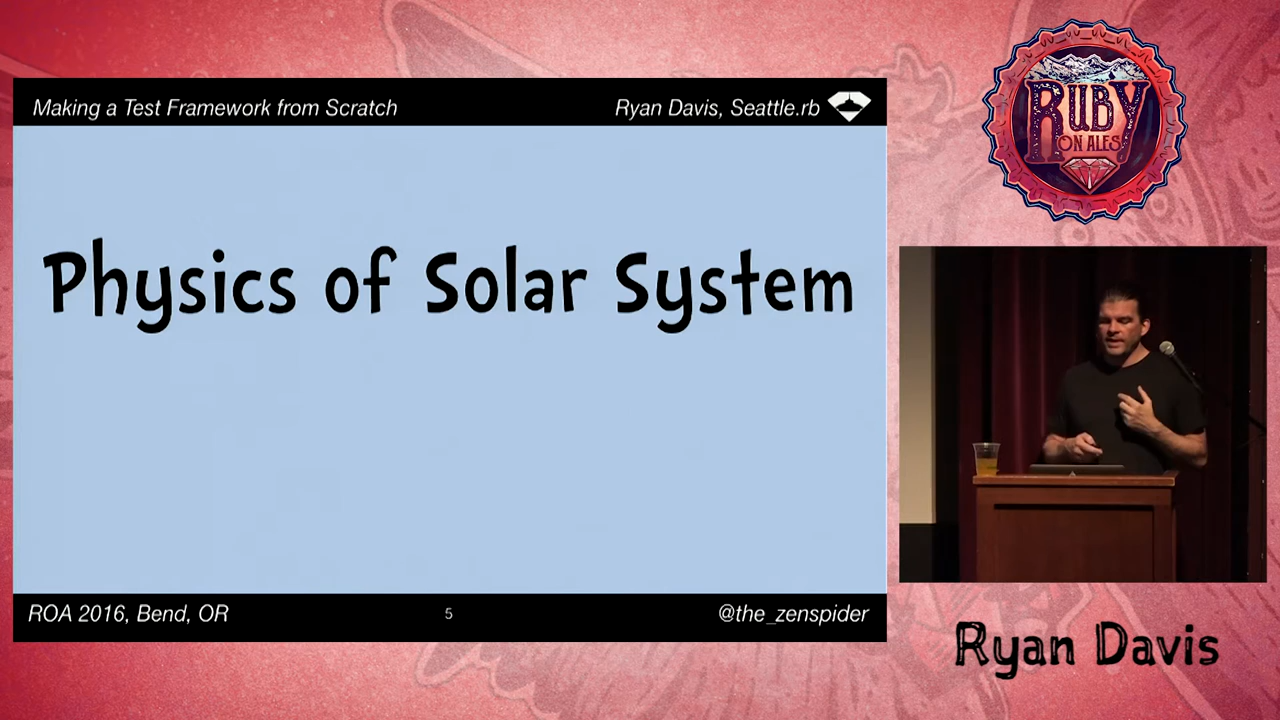 Making a Test Framework from Scratch
Ryan Davis, Seattle.rb
Physics of Solar System
ROA 2016, Bend, OR
5
@the_zenspider
RUBY
ON ALES
Ryan Davis